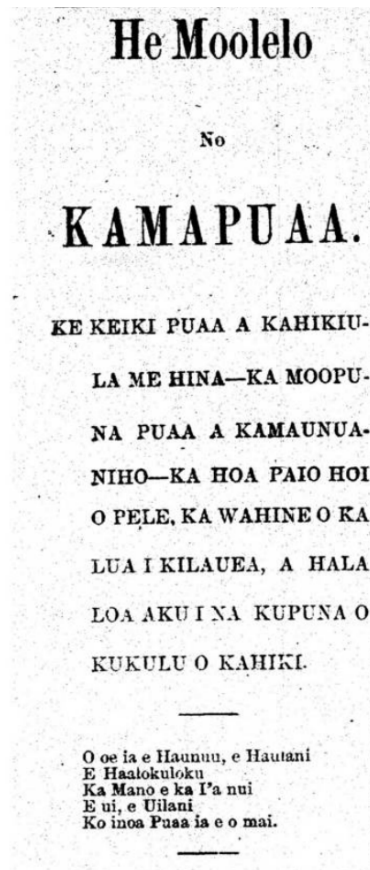 He Moolelo
No
KAMAPUAA.
KE KEIKI PUAA A KAHIKIU-
LA ME HINA—KA MOOPU-
NA PUAA A KAMAUNUA-
NIHO—KA HOA PAIO HOI
O PELE, KA WAHINE O KA
LUA I KILAUEA, A HALA
LOA AKU I NA KUPUNA O
KUKULU O KAHIKI.
O oe ia e Haunuu, e Haulani
E Haalokuloku
Ka Mano e ka I'a nui
E ui, e Uilani
Ko inoa Puaa ia e o mai.